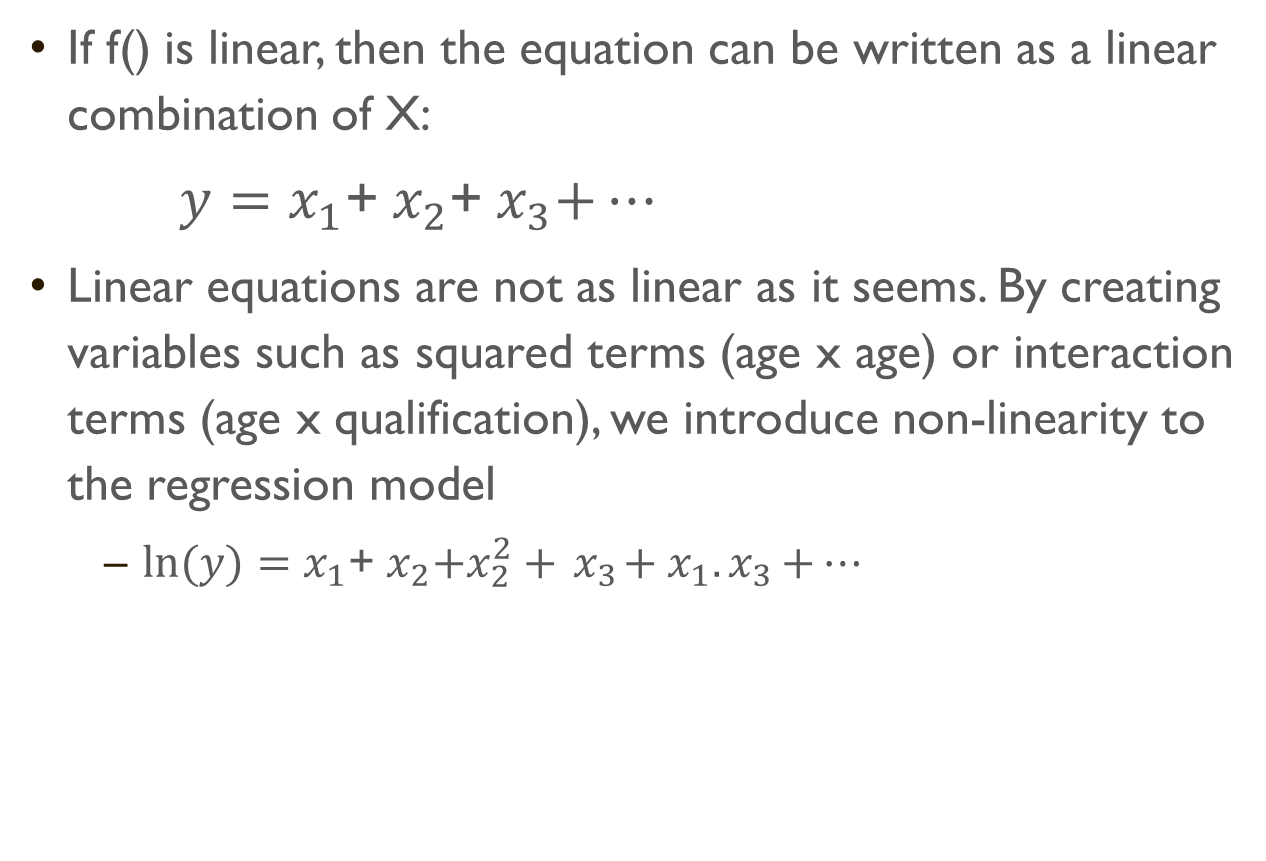 • If f() is linear, then the equation can be written as a linear
combination of X:
y = x₁+ x₂+ x₃+ ⋯
• Linear equations are not as linear as it seems. By creating
variables such as squared terms (age x age) or interaction
terms (age x qualification), we introduce non-linearity to
the regression model
– ln(y) = x₁+ x₂+x₂² + x₃ + x₁. x₃ + ⋯